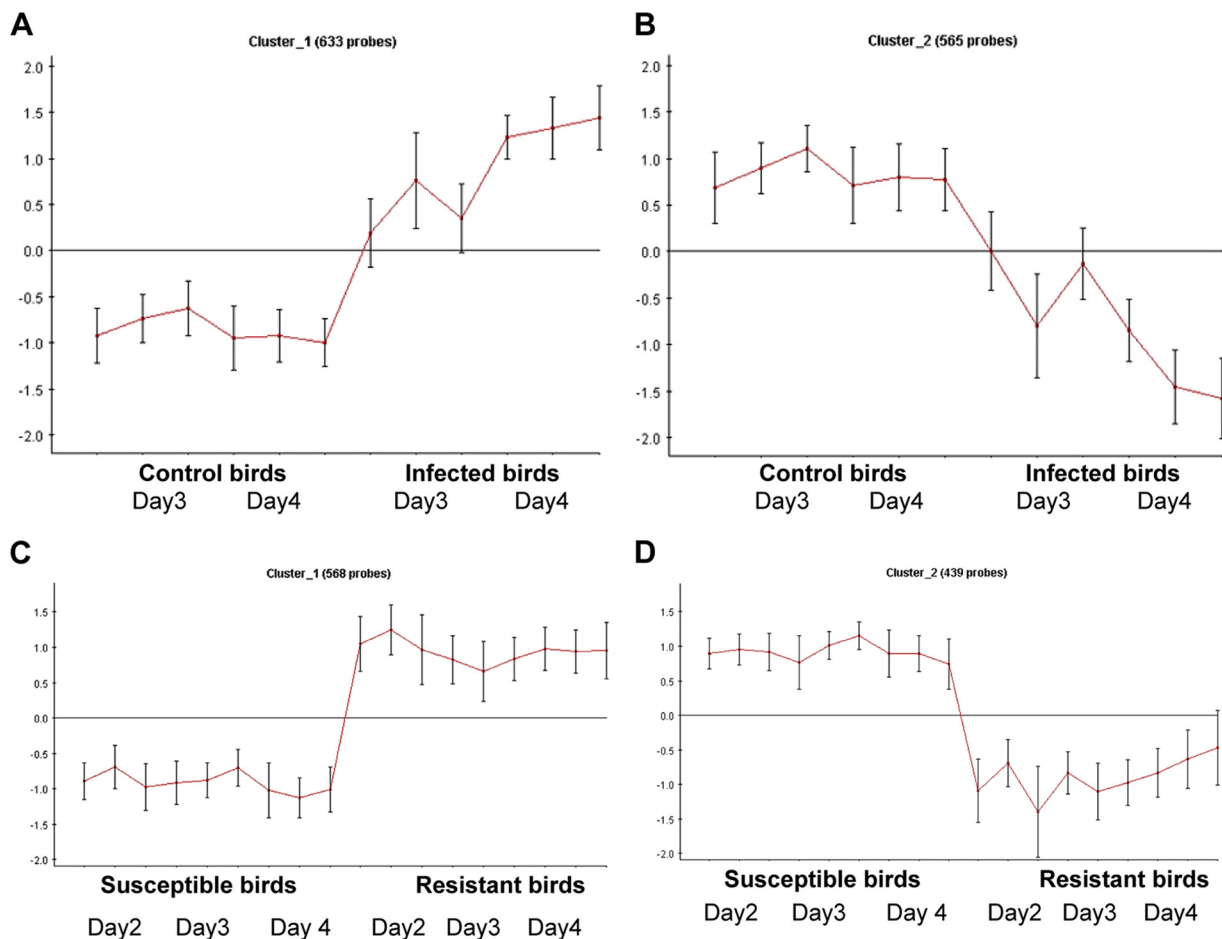 A
Cluster_1 (633 probes)
2.0
1.5
1.0
0.5
0.0
-0.5
-1.0
-1.5
-2.0
Control birds Infected birds
Day3 Day4 Day3 Day4
B
Cluster_2 (565 probes)
2.0
1.5
1.0
0.5
0.0
-0.5
-1.0
-1.5
-2.0
Control birds Infected birds
Day3 Day4 Day3 Day4
C
Cluster_1 (568 probes)
1.5
1.0
0.5
0.0
-0.5
-1.0
-1.5
-2.0
Susceptible birds Resistant birds
Day2 Day3 Day 4 Day2 Day3 Day4
D
Cluster_2 (439 probes)
1.5
1.0
0.5
0.0
-0.5
-1.0
-1.5
-2.0
Susceptible birds Resistant birds
Day2 Day3 Day 4 Day2 Day3 Day4